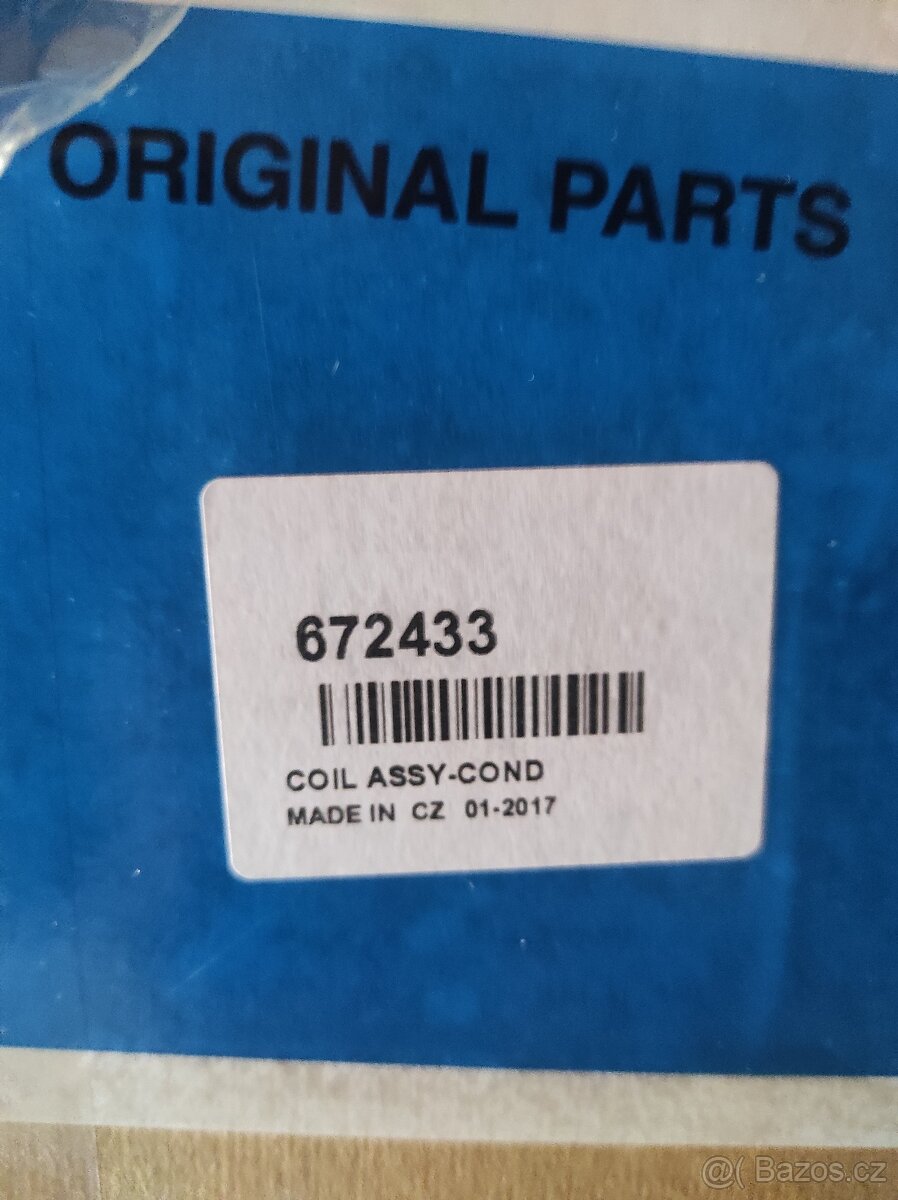 ORIGINAL PARTS
672433
COIL ASSY-COND
MADE IN CZ 01-2017
@( Bazos.cz